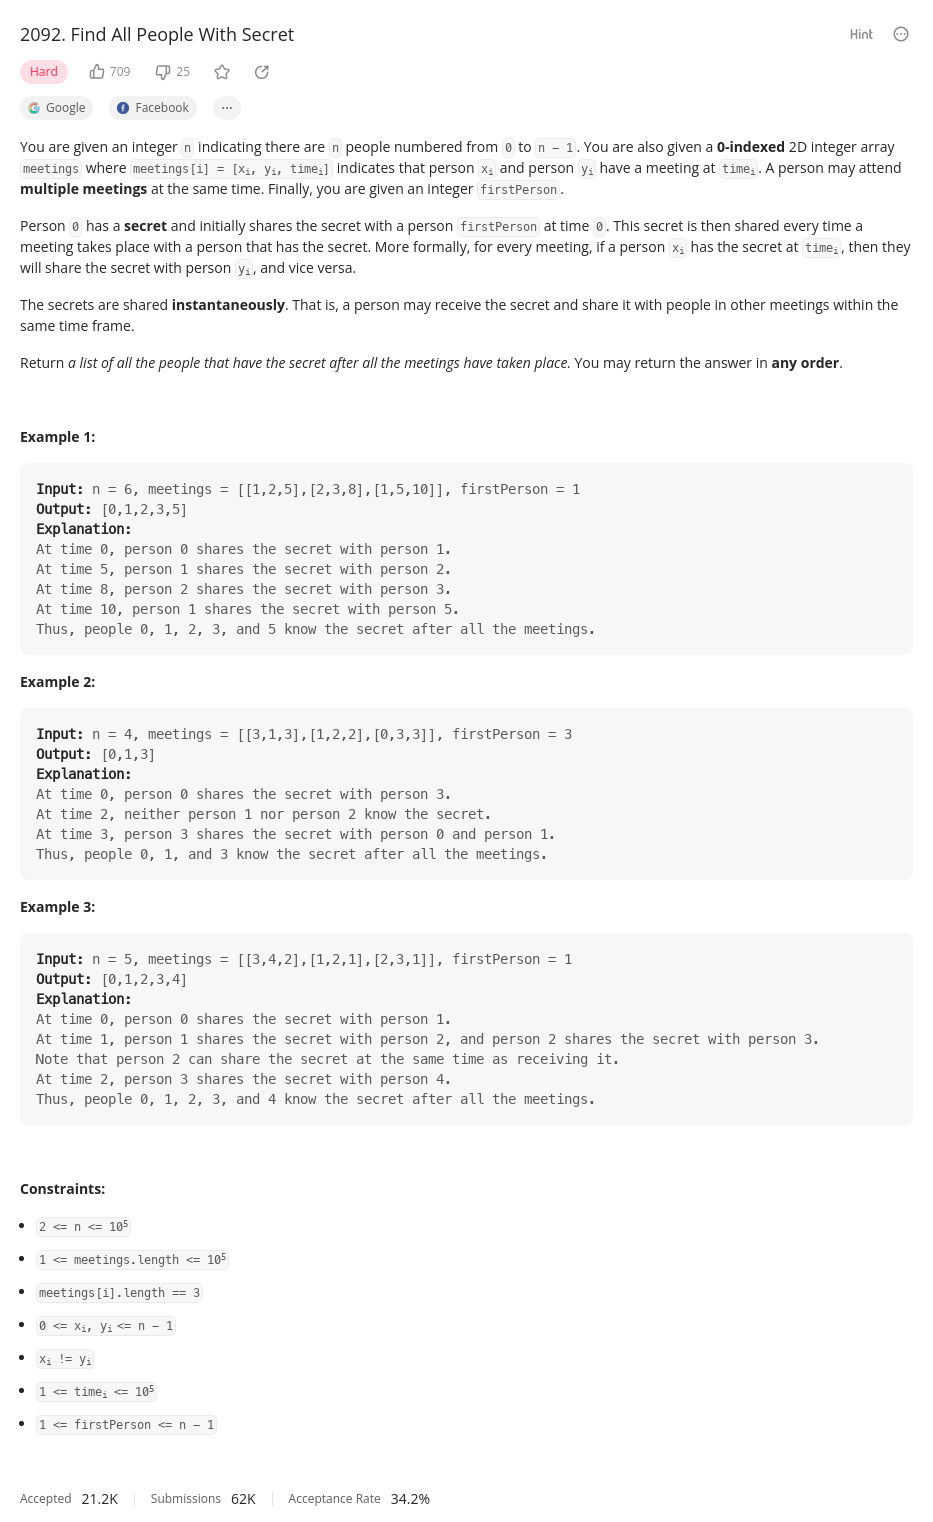 2092. Find All People With Secret
Hint
Hard 709 25
Google Facebook ...
You are given an integer n indicating there are n people numbered from 0 to n - 1. You are also given a 0-indexed 2D integer array
meetings where meetings[i] = [xi, yi, timei] indicates that person xi and person yi have a meeting at timei. A person may attend
multiple meetings at the same time. Finally, you are given an integer firstPerson.
Person 0 has a secret and initially shares the secret with a person firstPerson at time 0. This secret is then shared every time a
meeting takes place with a person that has the secret. More formally, for every meeting, if a person xi has the secret at timei, then they
will share the secret with person yi, and vice versa.
The secrets are shared instantaneously. That is, a person may receive the secret and share it with people in other meetings within the
same time frame.
Return a list of all the people that have the secret after all the meetings have taken place. You may return the answer in any order.
Example 1:
Input: n = 6, meetings = [[1,2,5],[2,3,8],[1,5,10]], firstPerson = 1
Output: [0,1,2,3,5]
Explanation:
At time 0, person 0 shares the secret with person 1.
At time 5, person 1 shares the secret with person 2.
At time 8, person 2 shares the secret with person 3.
At time 10, person 1 shares the secret with person 5.
Thus, people 0, 1, 2, 3, and 5 know the secret after all the meetings.
Example 2:
Input: n = 4, meetings = [[3,1,3],[1,2,2],[0,3,3]], firstPerson = 3
Output: [0,1,3]
Explanation:
At time 0, person 0 shares the secret with person 3.
At time 2, neither person 1 nor person 2 know the secret.
At time 3, person 3 shares the secret with person 0 and person 1.
Thus, people 0, 1, and 3 know the secret after all the meetings.
Example 3:
Input: n = 5, meetings = [[3,4,2],[1,2,1],[2,3,1]], firstPerson = 1
Output: [0,1,2,3,4]
Explanation:
At time 0, person 0 shares the secret with person 1.
At time 1, person 1 shares the secret with person 2, and person 2 shares the secret with person 3.
Note that person 2 can share the secret at the same time as receiving it.
At time 2, person 3 shares the secret with person 4.
Thus, people 0, 1, 2, 3, and 4 know the secret after all the meetings.
Constraints:
• 2 <= n <= 10⁵
• 1 <= meetings.length <= 10⁵
• meetings[i].length == 3
• 0 <= xi, yi <= n - 1
• xi != yi
• 1 <= timei <= 10⁵
• 1 <= firstPerson <= n - 1
Accepted 21.2K Submissions 62K Acceptance Rate 34.2%